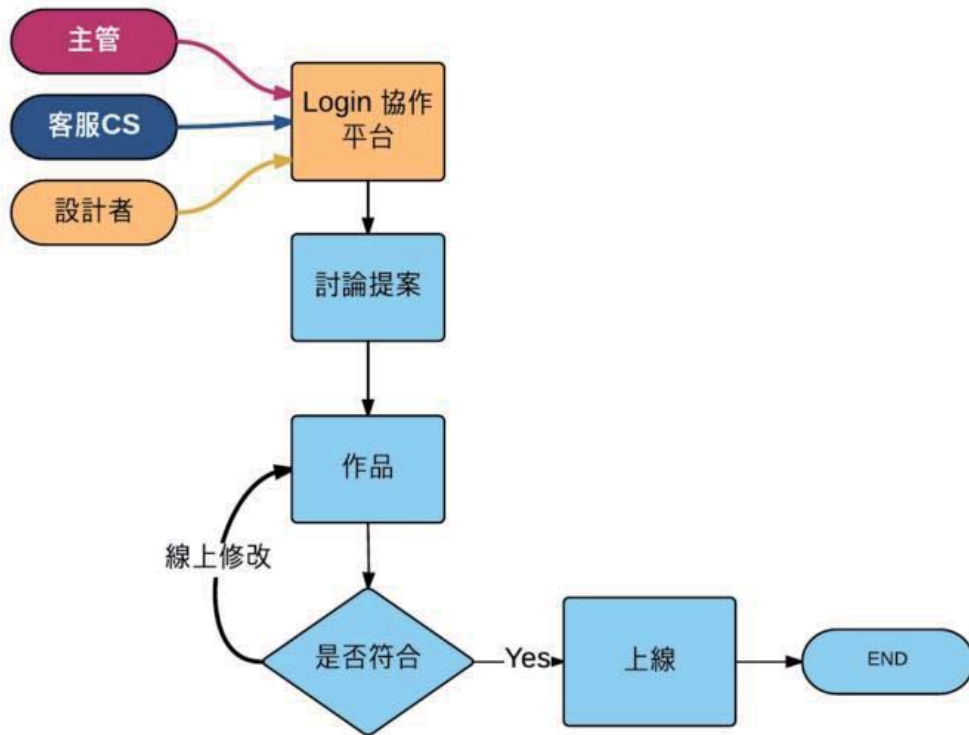 主管
客服CS
設計者
Login 協作
平台
討論提案
作品
線上修改
是否符合
Yes
上線
END